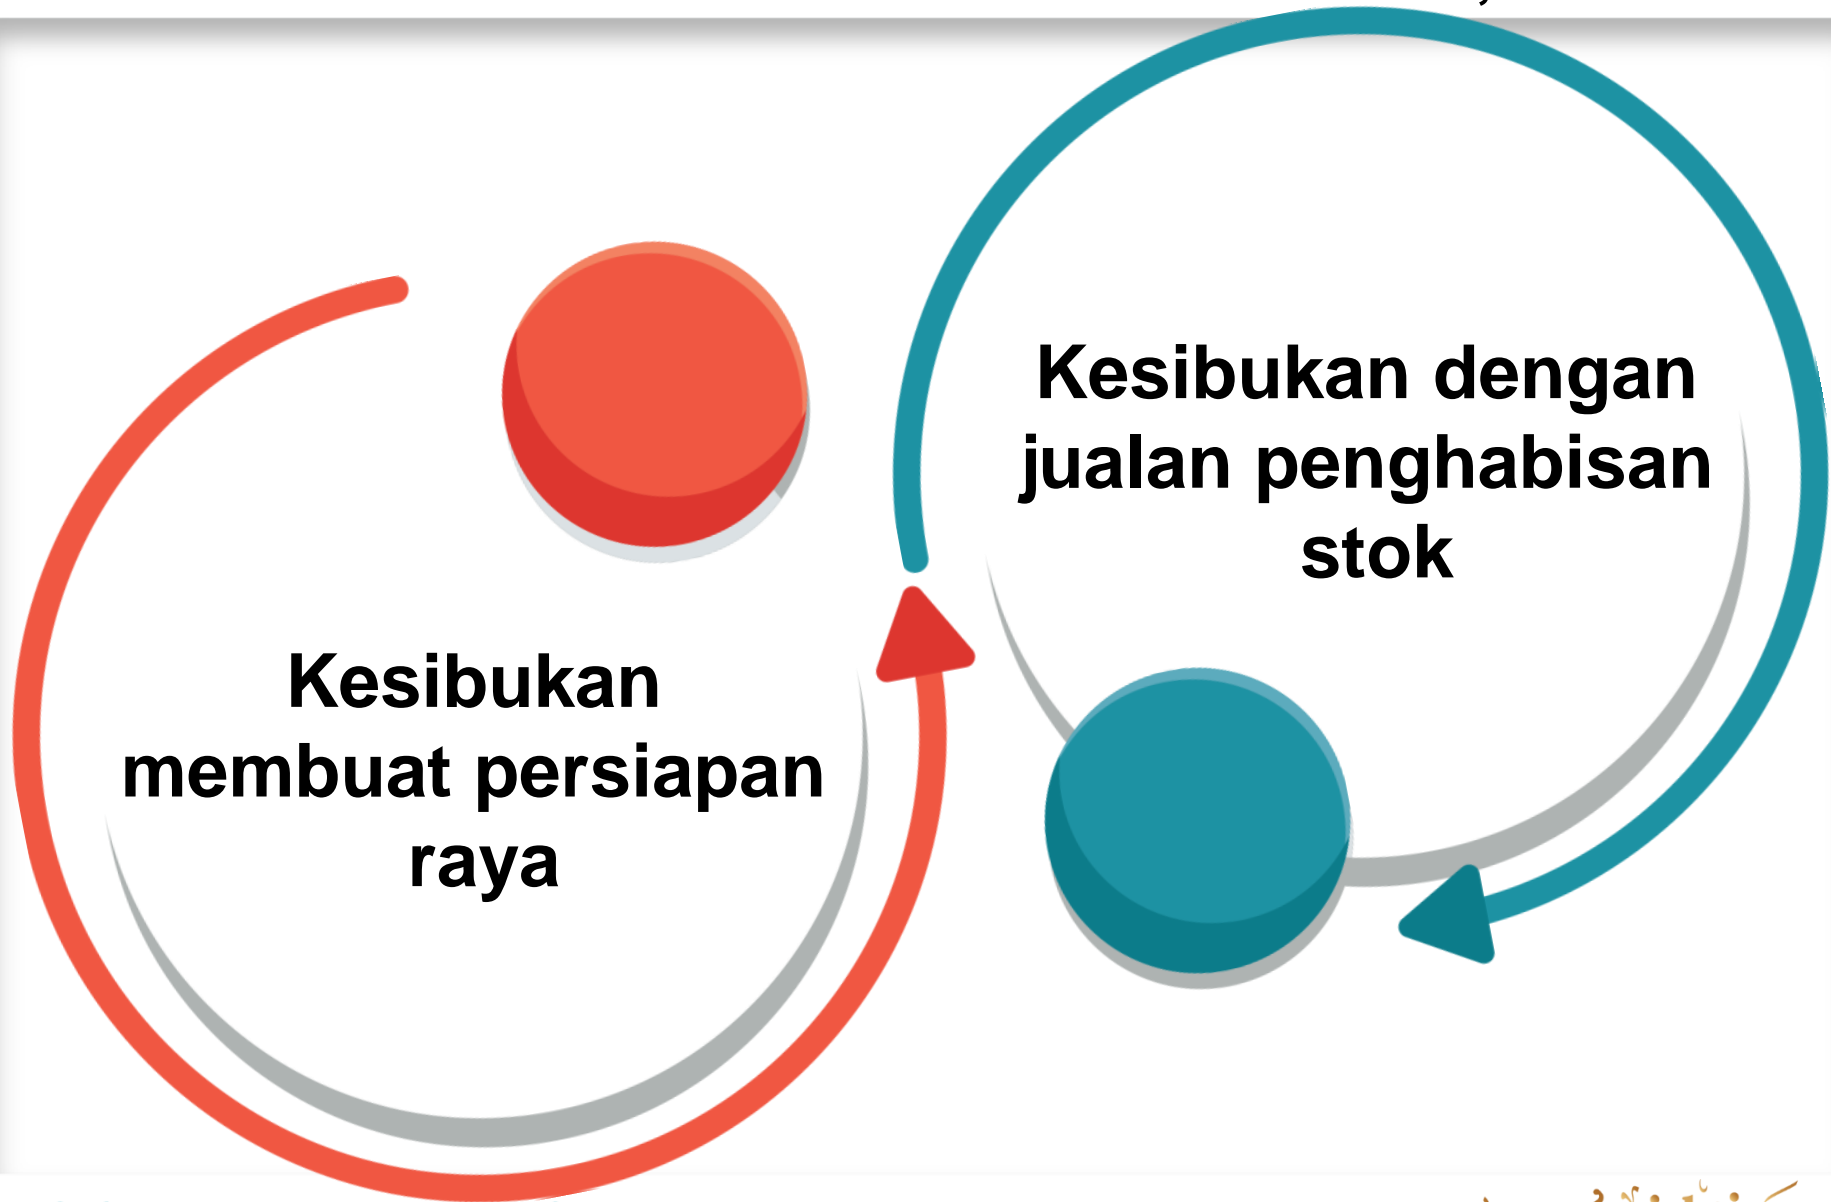 Kesibukan
membuat persiapan
raya
Kesibukan dengan
jualan penghabisan
stok